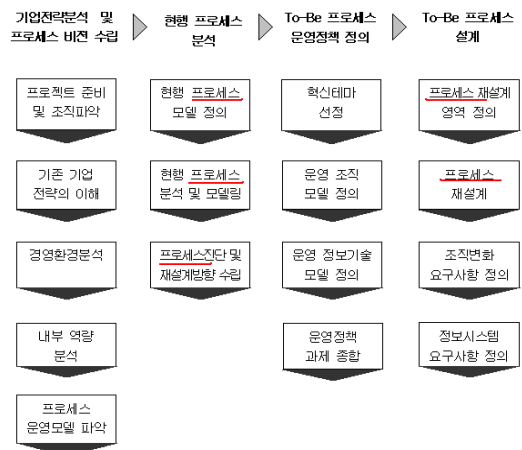 기업전략분석 및
프로세스 비젼 수립
현행 프로세스
분석
To-Be 프로세스
운영정책 정의
To-Be 프로세스
설계
프로젝트 준비
및 조직파악
현행 프로세스
모델 정의
혁신테마
선정
프로세스 재설계
영역 정의
기존 기업
전략의 이해
현행 프로세스
분석 및 모델링
운영 조직
모델 정의
프로세스
재설계
경영환경분석
프로세스진단 및
재설계방향 수립
운영 정보기술
모델 정의
조직변화
요구사항 정의
내부 역량
분석
운영정책
과제 종합
정보시스템
요구사항 정의
프로세스
운영모델 파악